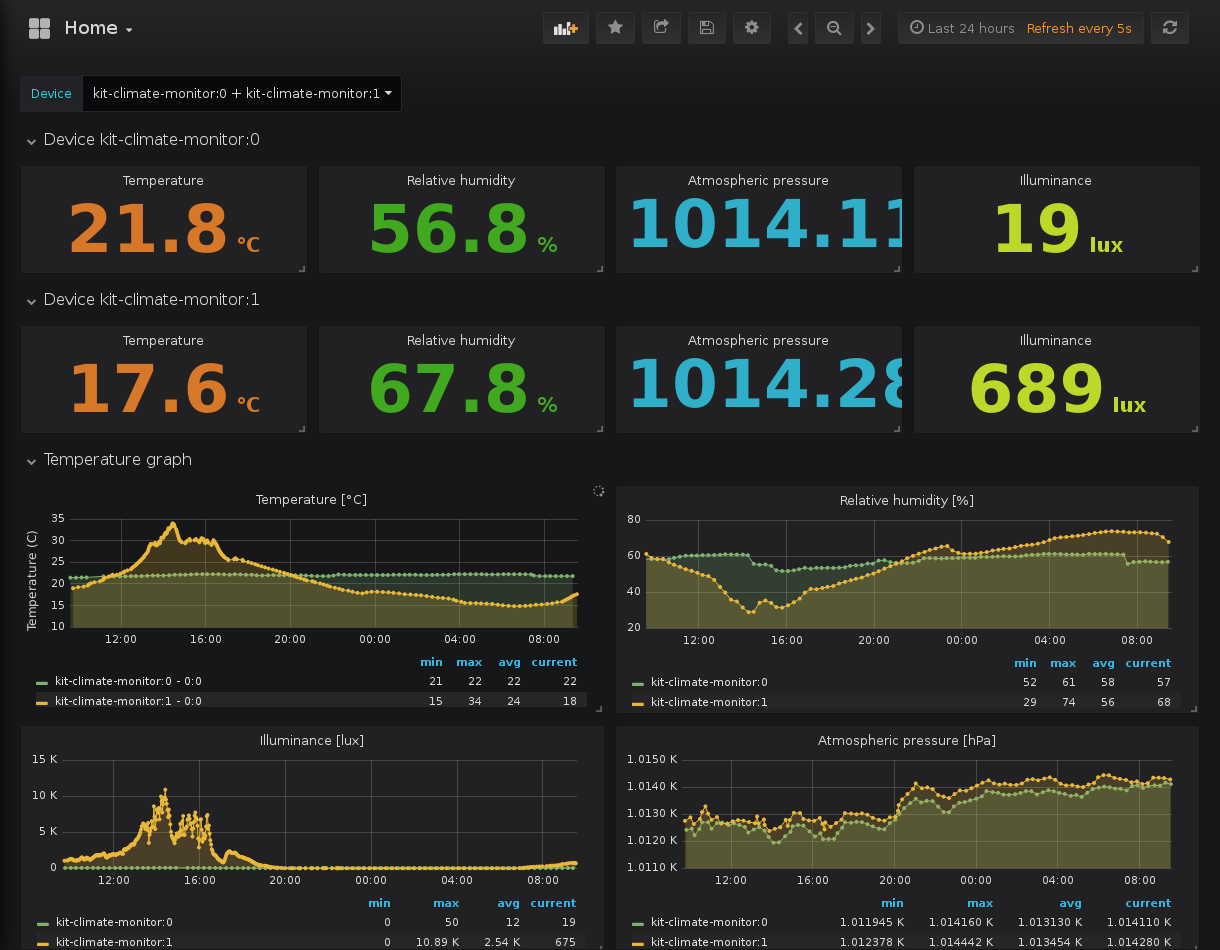 Home
Last 24 hours Refresh every 5s
Device kit-climate-monitor:0 + kit-climate-monitor:1
Device kit-climate-monitor:0
Temperature Relative humidity Atmospheric pressure Illuminance
21.8 °C 56.8 % 1014.11 19 lux
Device kit-climate-monitor:1
Temperature Relative humidity Atmospheric pressure Illuminance
17.6 °C 67.8 % 1014.28 689 lux
Temperature graph
Temperature [°C]
Temperature (C)
35
30
25
20
15
10
12:00 16:00 20:00 00:00 04:00 08:00
min max avg current
kit-climate-monitor:0 - 0:0 21 22 22 22
kit-climate-monitor:1 - 0:0 15 34 24 18
Relative humidity [%]
80
60
40
20
12:00 16:00 20:00 00:00 04:00 08:00
min max avg current
kit-climate-monitor:0 52 61 58 57
kit-climate-monitor:1 29 74 56 68
Illuminance [lux]
15 K
10 K
5 K
0
12:00 16:00 20:00 00:00 04:00 08:00
min max avg current
kit-climate-monitor:0 0 50 12 19
kit-climate-monitor:1 0 10.89 K 2.54 K 675
Atmospheric pressure [hPa]
1.0150 K
1.0140 K
1.0130 K
1.0120 K
1.0110 K
12:00 16:00 20:00 00:00 04:00 08:00
min max avg current
kit-climate-monitor:0 1.011945 K 1.014160 K 1.013130 K 1.014110 K
kit-climate-monitor:1 1.012378 K 1.014442 K 1.013454 K 1.014280 K